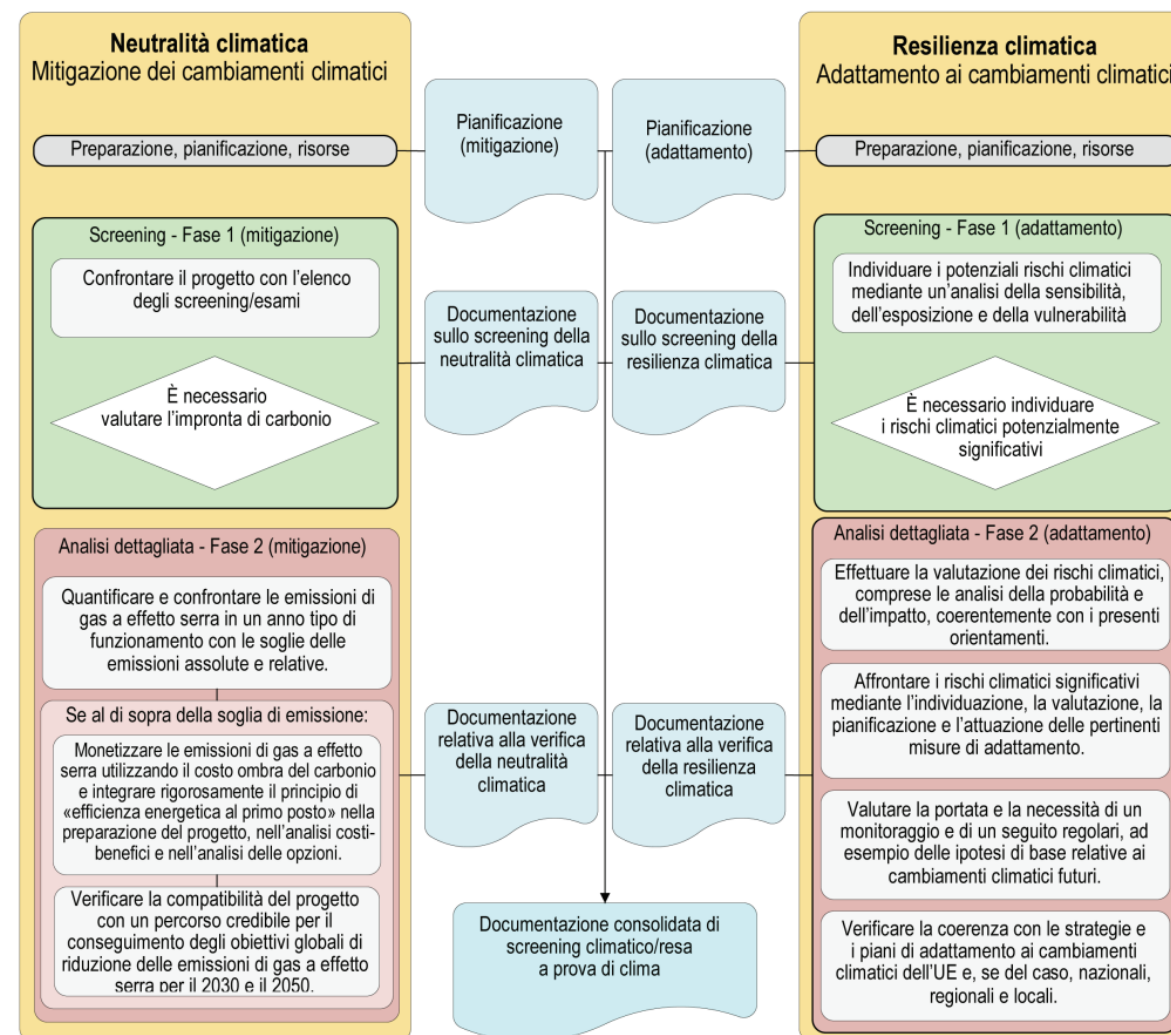 Neutralità climatica
Mitigazione dei cambiamenti climatici
Preparazione, pianificazione, risorse
Screening - Fase 1 (mitigazione)
Confrontare il progetto con l'elenco
degli screening/esami
È necessario
valutare l'impronta di carbonio
Analisi dettagliata - Fase 2 (mitigazione)
Quantificare e confrontare le emissioni di
gas a effetto serra in un anno tipo di
funzionamento con le soglie delle
emissioni assolute e relative.
Se al di sopra della soglia di emissione:
Monetizzare le emissioni di gas a effetto
serra utilizzando il costo ombra del carbonio
e integrare rigorosamente il principio di
«efficienza energetica al primo posto» nella
preparazione del progetto, nell'analisi costi-
benefici e nell'analisi delle opzioni.
Verificare la compatibilità del progetto
con un percorso credibile per il
conseguimento degli obiettivi globali di
riduzione delle emissioni di gas a effetto
serra per il 2030 e il 2050.
Pianificazione
(mitigazione)
Pianificazione
(adattamento)
Documentazione
sullo screening della
neutralità climatica
Documentazione
sullo screening della
resilienza climatica
Documentazione
relativa alla verifica
della neutralità
climatica
Documentazione
relativa alla verifica
della resilienza
climatica
Documentazione consolidata di
screening climatico/resa
a prova di clima
Resilienza climatica
Adattamento ai cambiamenti climatici
Preparazione, pianificazione, risorse
Screening - Fase 1 (adattamento)
Individuare i potenziali rischi climatici
mediante un'analisi della sensibilità,
dell'esposizione e della vulnerabilità
È necessario individuare
i rischi climatici potenzialmente
significativi
Analisi dettagliata - Fase 2 (adattamento)
Effettuare la valutazione dei rischi climatici,
comprese le analisi della probabilità e
dell'impatto, coerentemente con i presenti
orientamenti.
Affrontare i rischi climatici significativi
mediante l'individuazione, la valutazione, la
pianificazione e l'attuazione delle pertinenti
misure di adattamento.
Valutare la portata e la necessità di un
monitoraggio e di un seguito regolari, ad
esempio delle ipotesi di base relative ai
cambiamenti climatici futuri.
Verificare la coerenza con le strategie e
i piani di adattamento ai cambiamenti
climatici dell'UE e, se del caso, nazionali,
regionali e locali.